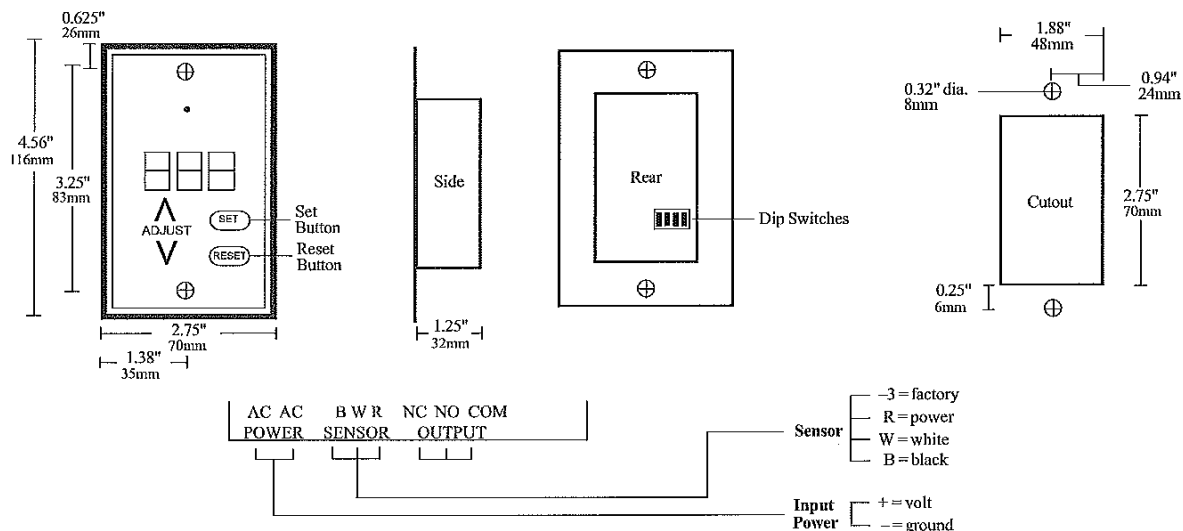 0.625"
26mm
4.56"
116mm
3.25"
83mm
ADJUST
SET
RESET
Set
Button
Reset
Button
2.75"
70mm
1.38"
35mm
Side
1.25"
32mm
Rear
Dip Switches
1.88"
48mm
0.94"
24mm
0.32" dia.
8mm
Cutout
2.75"
70mm
0.25"
6mm
AC AC B W R NC NO COM
POWER SENSOR OUTPUT
Sensor
–3 = factory
R = power
W = white
B = black
Input
Power
+ = volt
– = ground